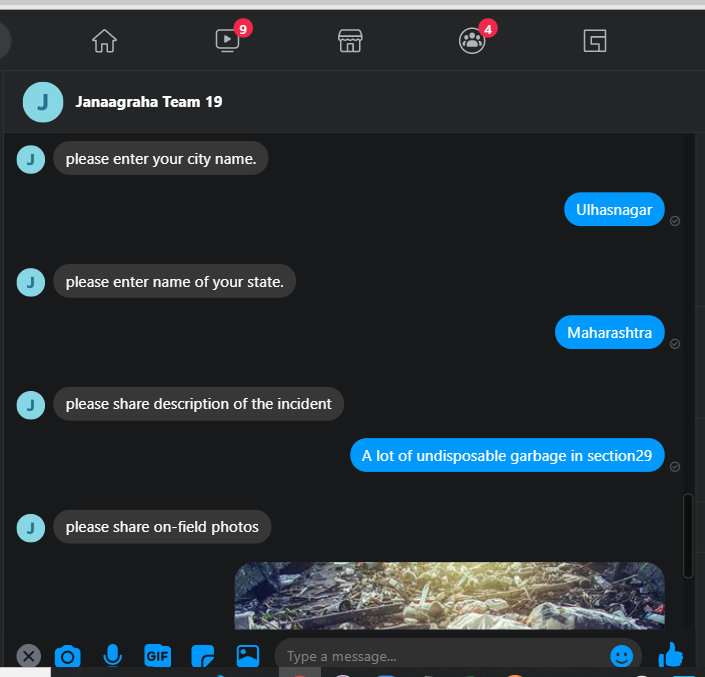 9
4
J
Janaagraha Team 19
J
please enter your city name.
Ulhasnagar
J
please enter name of your state.
Maharashtra
J
please share description of the incident
A lot of undisposable garbage in section29
J
please share on-field photos
GIF
Type a message...